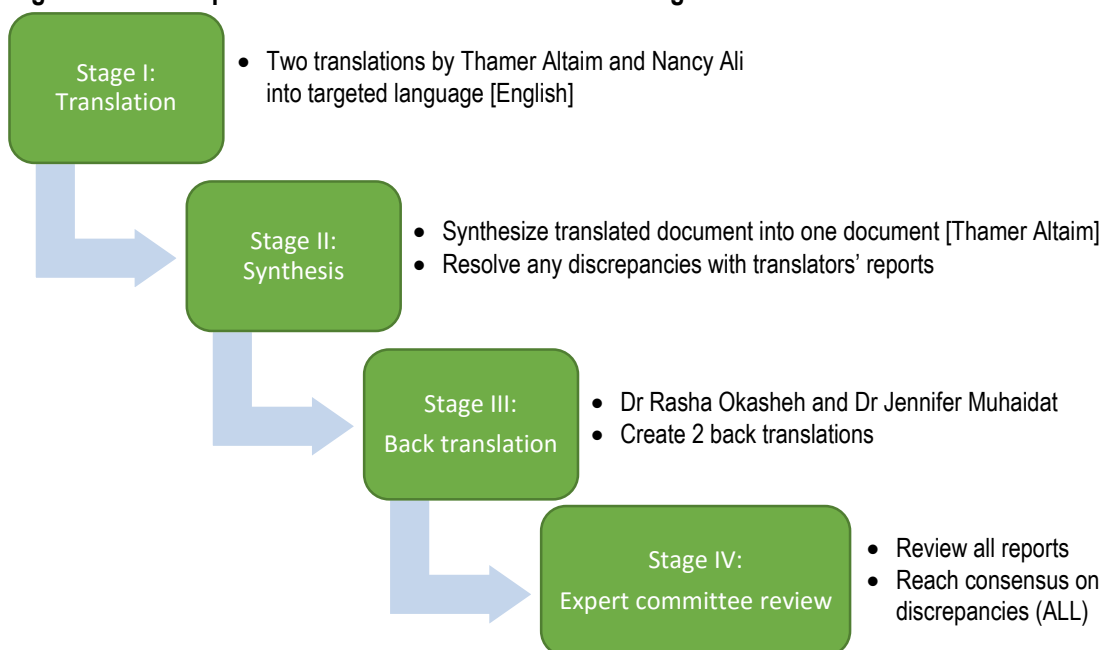 Stage I:
Translation
• Two translations by Thamer Altaim and Nancy Ali
into targeted language [English]
Stage II:
Synthesis
• Synthesize translated document into one document [Thamer Altaim]
• Resolve any discrepancies with translators’ reports
Stage III:
Back translation
• Dr Rasha Okasheh and Dr Jennifer Muhaidat
• Create 2 back translations
Stage IV:
Expert committee review
• Review all reports
• Reach consensus on
discrepancies (ALL)